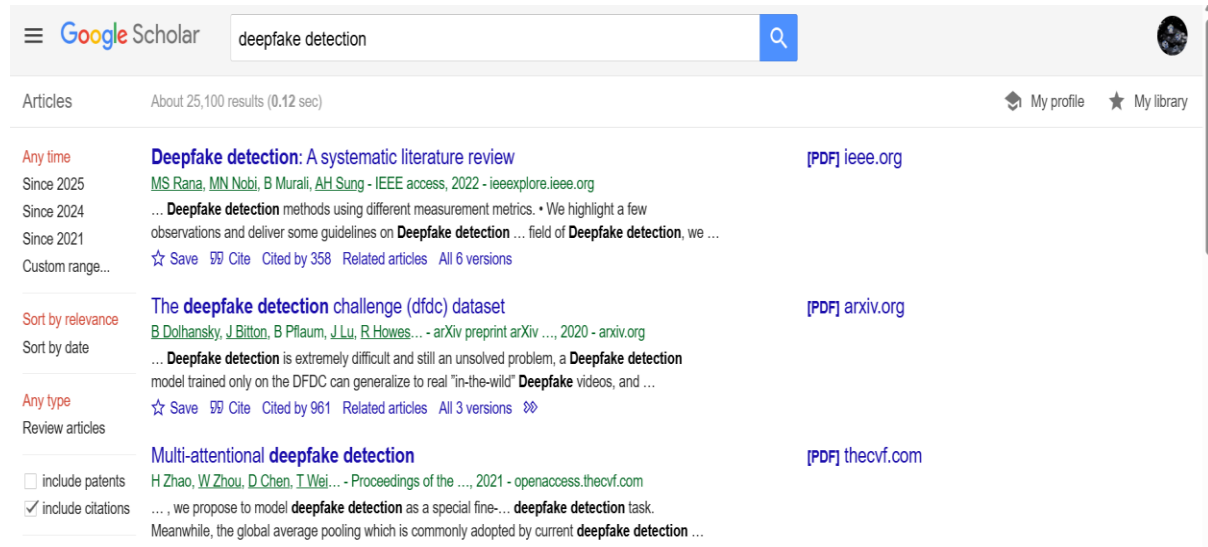 Google Scholar
deepfake detection
Articles
About 25,100 results (0.12 sec)
My profile
My library
Any time
Since 2025
Since 2024
Since 2021
Custom range...
Sort by relevance
Sort by date
Any type
Review articles
include patents
include citations
Deepfake detection: A systematic literature review
[PDF] ieee.org
MS Rana, MN Nobi, B Murali, AH Sung - IEEE access, 2022 - ieeexplore.ieee.org
… Deepfake detection methods using different measurement metrics. • We highlight a few
observations and deliver some guidelines on Deepfake detection … field of Deepfake detection, we …
Save Cite Cited by 358 Related articles All 6 versions
The deepfake detection challenge (dfdc) dataset
[PDF] arxiv.org
B Dolhansky, J Bitton, B Pflaum, J Lu, R Howes… - arXiv preprint arXiv …, 2020 - arxiv.org
… Deepfake detection is extremely difficult and still an unsolved problem, a Deepfake detection
model trained only on the DFDC can generalize to real "in-the-wild" Deepfake videos, and …
Save Cite Cited by 961 Related articles All 3 versions
Multi-attentional deepfake detection
[PDF] thecvf.com
H Zhao, W Zhou, D Chen, T Wei… - Proceedings of the …, 2021 - openaccess.thecvf.com
… , we propose to model deepfake detection as a special fine-… deepfake detection task.
Meanwhile, the global average pooling which is commonly adopted by current deepfake detection …